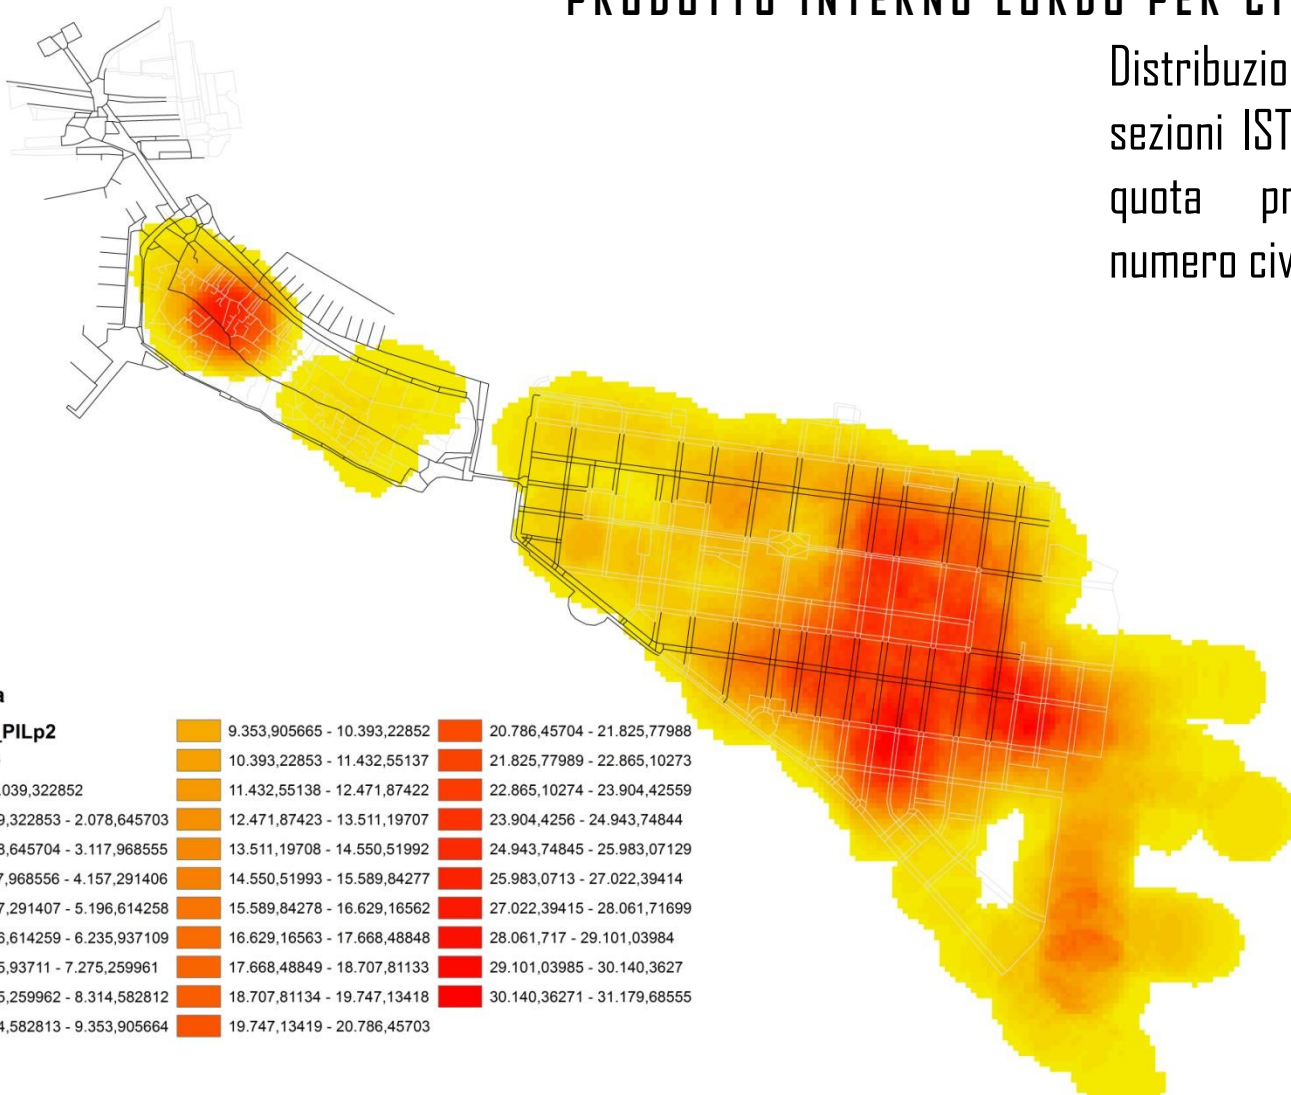 PRODOTTO INTERNO LORDO PER
Distribuzio
sezioni IST
quota pr
numero civ
a
_PILp2
.039,322852
9,322853 - 2.078,645703
8,645704 - 3.117,968555
7,968556 - 4.157,291406
7,291407 - 5.196,614258
6,614259 - 6.235,937109
5,93711 - 7.275,259961
5,259962 - 8.314,582812
4,582813 - 9.353,905664
9.353,905665 - 10.393,22852
10.393,22853 - 11.432,55137
11.432,55138 - 12.471,87422
12.471,87423 - 13.511,19707
13.511,19708 - 14.550,51992
14.550,51993 - 15.589,84277
15.589,84278 - 16.629,16562
16.629,16563 - 17.668,48848
17.668,48849 - 18.707,81133
18.707,81134 - 19.747,13418
19.747,13419 - 20.786,45703
20.786,45704 - 21.825,77988
21.825,77989 - 22.865,10273
22.865,10274 - 23.904,42559
23.904,4256 - 24.943,74844
24.943,74845 - 25.983,07129
25.983,0713 - 27.022,39414
27.022,39415 - 28.061,71699
28.061,717 - 29.101,03984
29.101,03985 - 30.140,3627
30.140,36271 - 31.179,68555